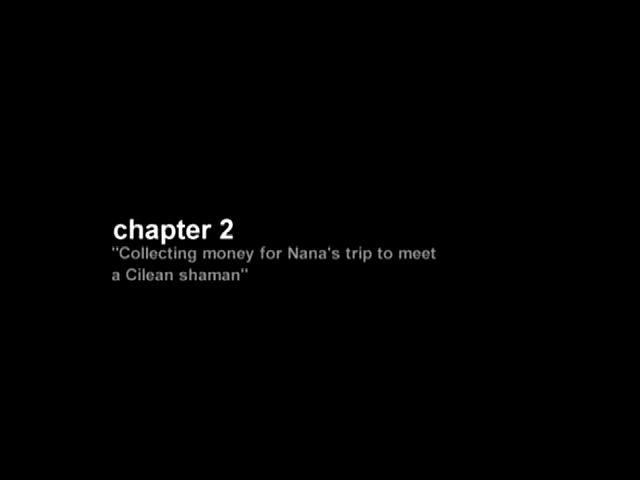 chapter 2
"Collecting money for Nana's trip to meet
a Cilean shaman"